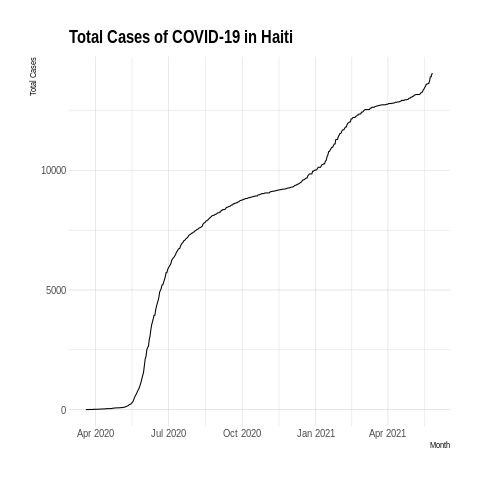 Total Cases of COVID-19 in Haiti
Total Cases
10000
5000
0
Apr 2020 Jul 2020 Oct 2020 Jan 2021 Apr 2021
Month